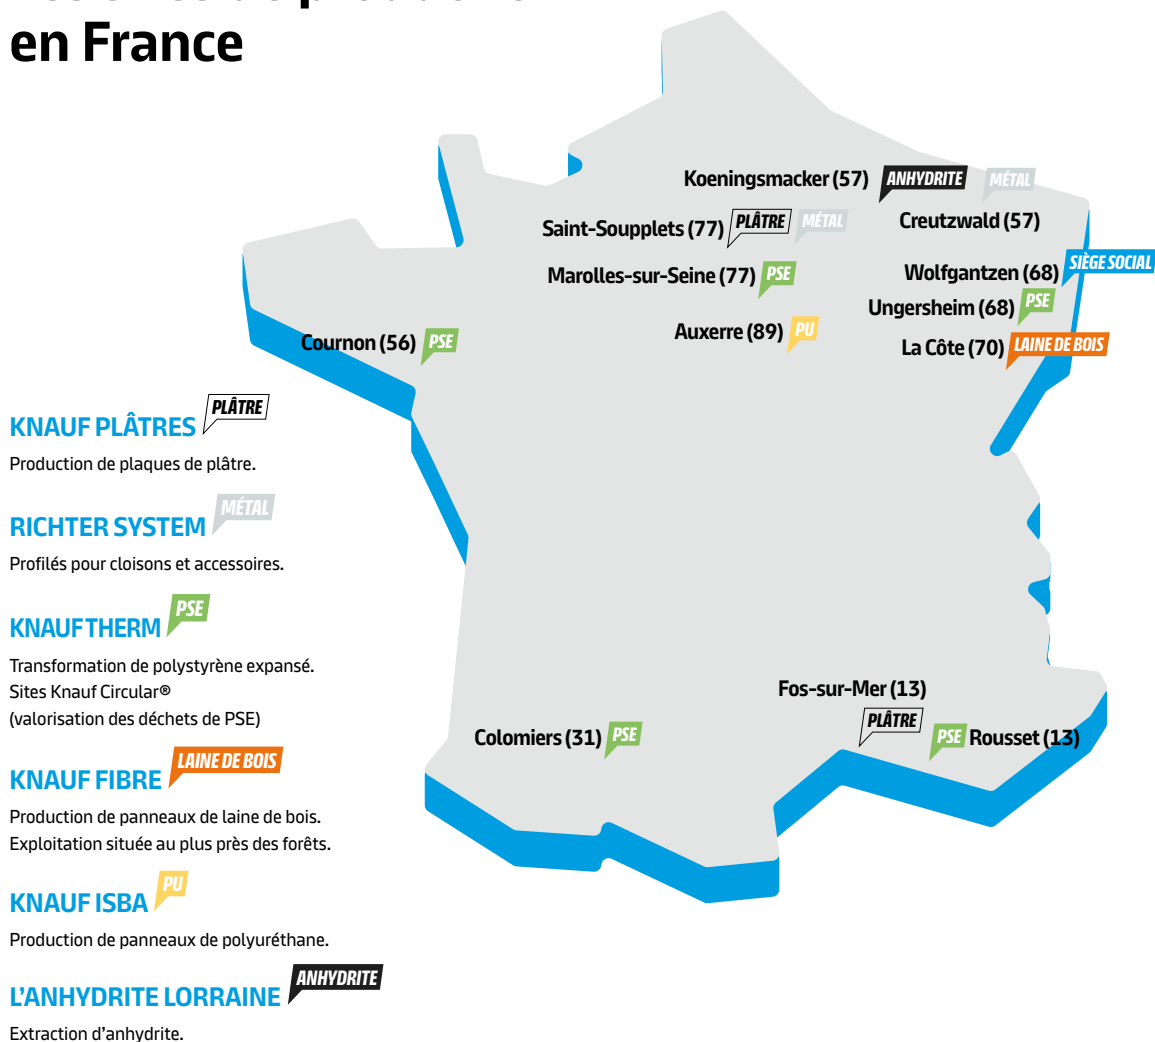 en France
Koeningsmacker (57)
ANHYDRITE
MÉTAL
Creutzwald (57)
Saint-Soupplets (77)
PLÂTRE
MÉTAL
Marolles-sur-Seine (77)
PSE
Wolfgantzen (68)
SIÈGE SOCIAL
Ungersheim (68)
PSE
Auxerre (89)
PU
La Côte (70)
LAINE DE BOIS
Cournon (56)
PSE
Fos-sur-Mer (13)
PLÂTRE
PSE
Rousset (13)
Colomiers (31)
PSE
KNAUF PLÂTRES
PLÂTRE
Production de plaques de plâtre.
RICHTER SYSTEM
MÉTAL
Profilés pour cloisons et accessoires.
KNAUF THERM
PSE
Transformation de polystyrène expansé.
Sites Knauf Circular®
(valorisation des déchets de PSE)
KNAUF FIBRE
LAINE DE BOIS
Production de panneaux de laine de bois.
Exploitation située au plus près des forêts.
KNAUF ISBA
PU
Production de panneaux de polyuréthane.
L'ANHYDRITE LORRAINE
ANHYDRITE
Extraction d'anhydrite.